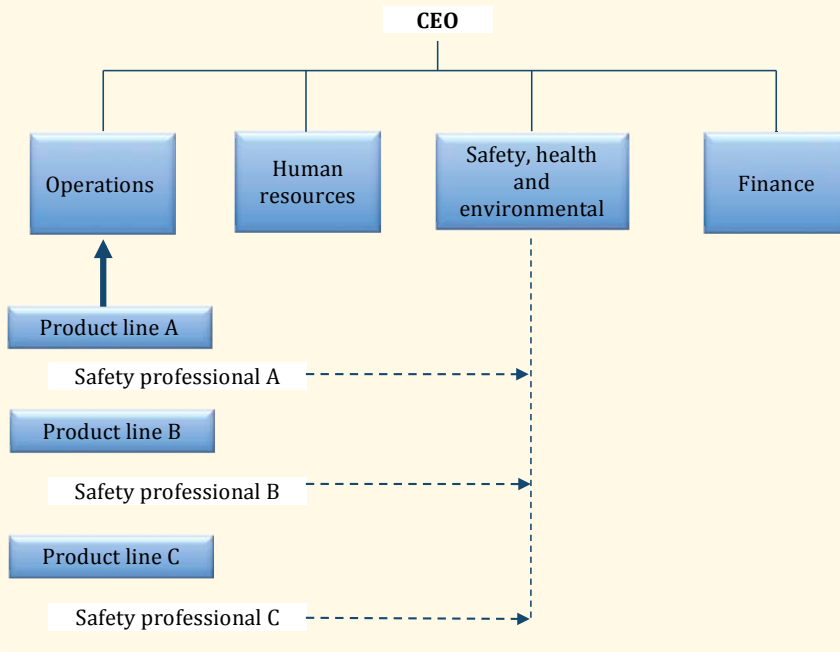 CEO
Operations
Human
resources
Safety, health
and
environmental
Finance
Product line A
Safety professional A
Product line B
Safety professional B
Product line C
Safety professional C